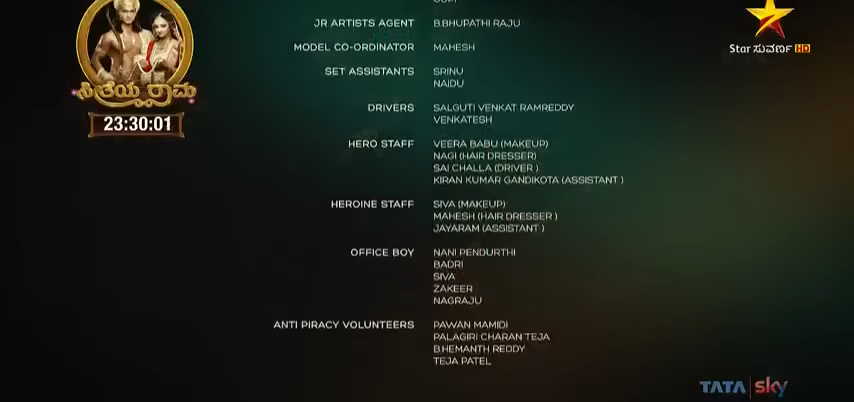 JR ARTISTS AGENT B.BHUPATHI RAJU
MODEL CO-ORDINATOR MAHESH
SET ASSISTANTS SRINU
NAIDU
DRIVERS SALGUTI VENKAT RAMREDDY
VENKATESH
HERO STAFF VEERA BABU (MAKEUP)
NAGI (HAIR DRESSER)
SAI CHALLA (DRIVER )
KIRAN KUMAR GANDIKOTA (ASSISTANT )
HEROINE STAFF SIVA (MAKEUP)
MAHESH (HAIR DRESSER )
JAYARAM (ASSISTANT )
OFFICE BOY NANI PENDURTHI
BADRI
SIVA
ZAKEER
NAGRAJU
ANTI PIRACY VOLUNTEERS PAWAN MAMIDI
PALAGIRI CHARAN TEJA
B.HEMANTH REDDY
TEJA PATEL
ಸೀತೆಯ ರಾಮ
23:30:01
Star ಸುವರ್ಣ HD
TATA sky